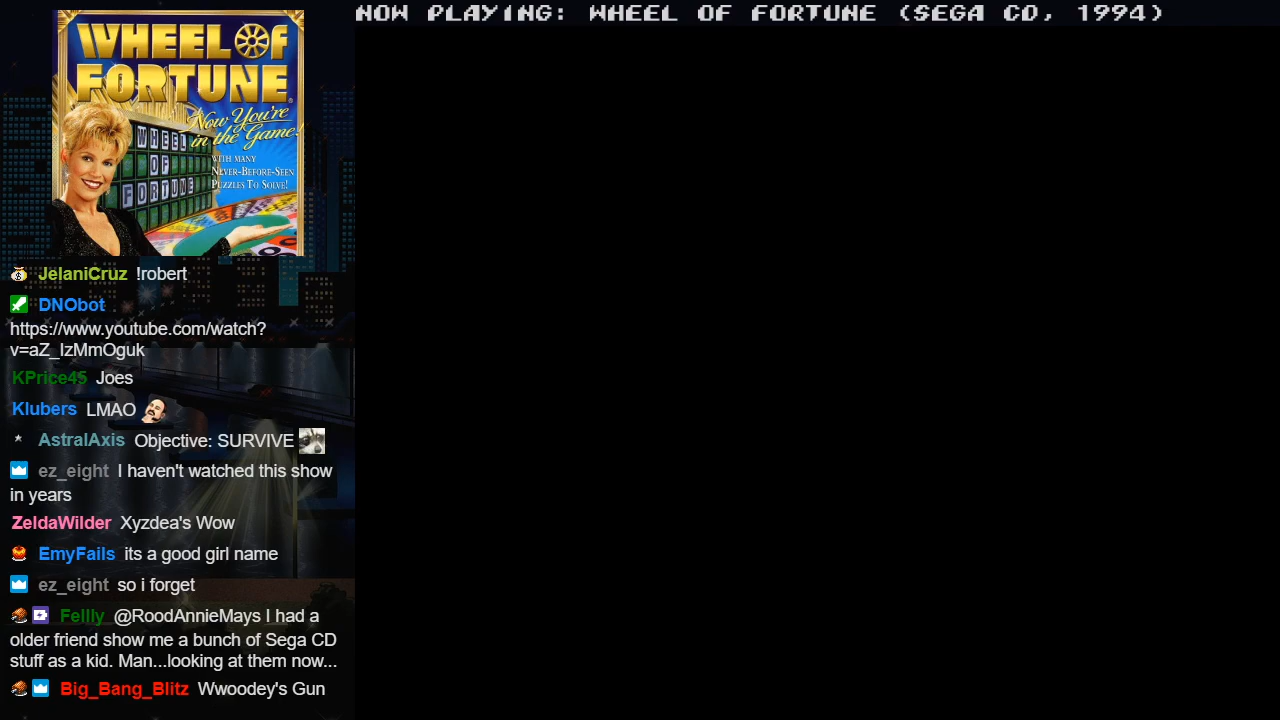 NOW PLAYING: WHEEL OF FORTUNE (SEGA CD, 1994)
WHEEL OF
FORTUNE
Now You're
in the Game!
WITH MANY
NEVER-BEFORE-SEEN
PUZZLES TO SOLVE!
WHEEL
OF
FORTUNE
JelaniCruz !robert
DNObot
https://www.youtube.com/watch?
v=aZ_IzMmOguk
KPrice45 Joes
Klubers LMAO
AstralAxis Objective: SURVIVE
ez_eight I haven't watched this show
in years
ZeldaWilder Xyzdea's Wow
EmyFails its a good girl name
ez_eight so i forget
Fellly @RoodAnnieMays I had a
older friend show me a bunch of Sega CD
stuff as a kid. Man...looking at them now...
Big_Bang_Blitz Wwoodey's Gun